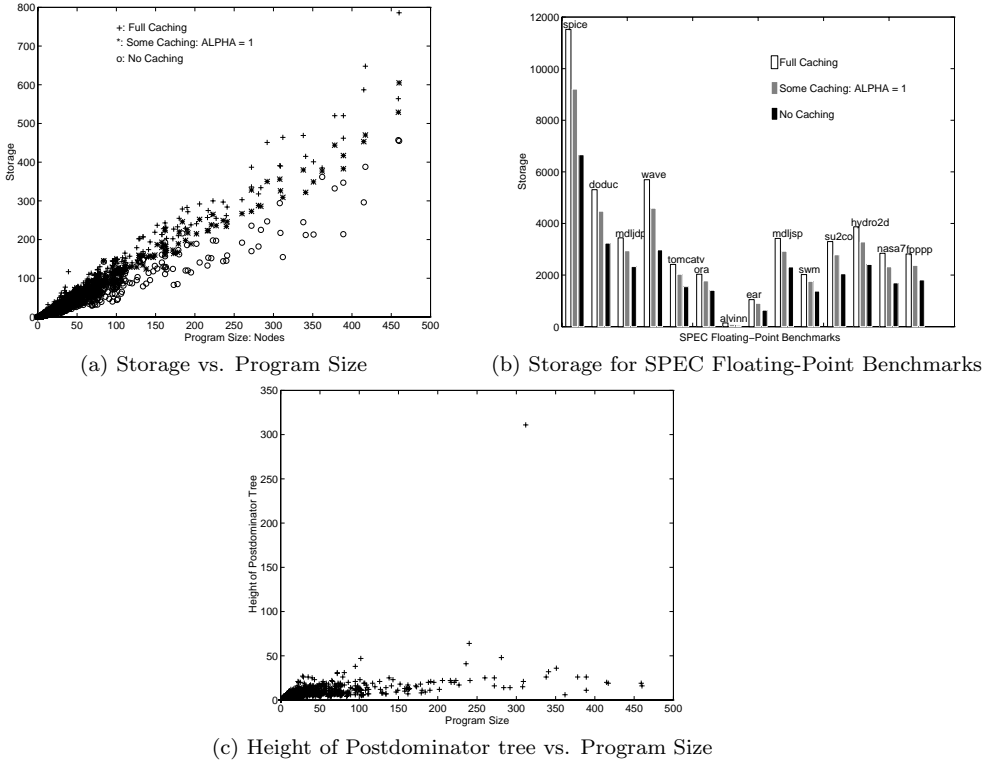 800
700
600
500
400
300
200
100
0
Storage
+: Full Caching
*: Some Caching: ALPHA = 1
o: No Caching
0 50 100 150 200 250 300 350 400 450 500
Program Size: Nodes
(a) Storage vs. Program Size
12000
10000
8000
6000
4000
2000
0
Storage
spice
doduc
mdljdp
wave
tomcatv
ora
alvinn
ear
mdljsp
swm
su2co
hydro2d
nasa7
fpppp
Full Caching
Some Caching: ALPHA = 1
No Caching
SPEC Floating−Point Benchmarks
(b) Storage for SPEC Floating-Point Benchmarks
350
300
250
200
150
100
50
0
Height of Postdominator Tree
0 50 100 150 200 250 300 350 400 450 500
Program Size
(c) Height of Postdominator tree vs. Program Size